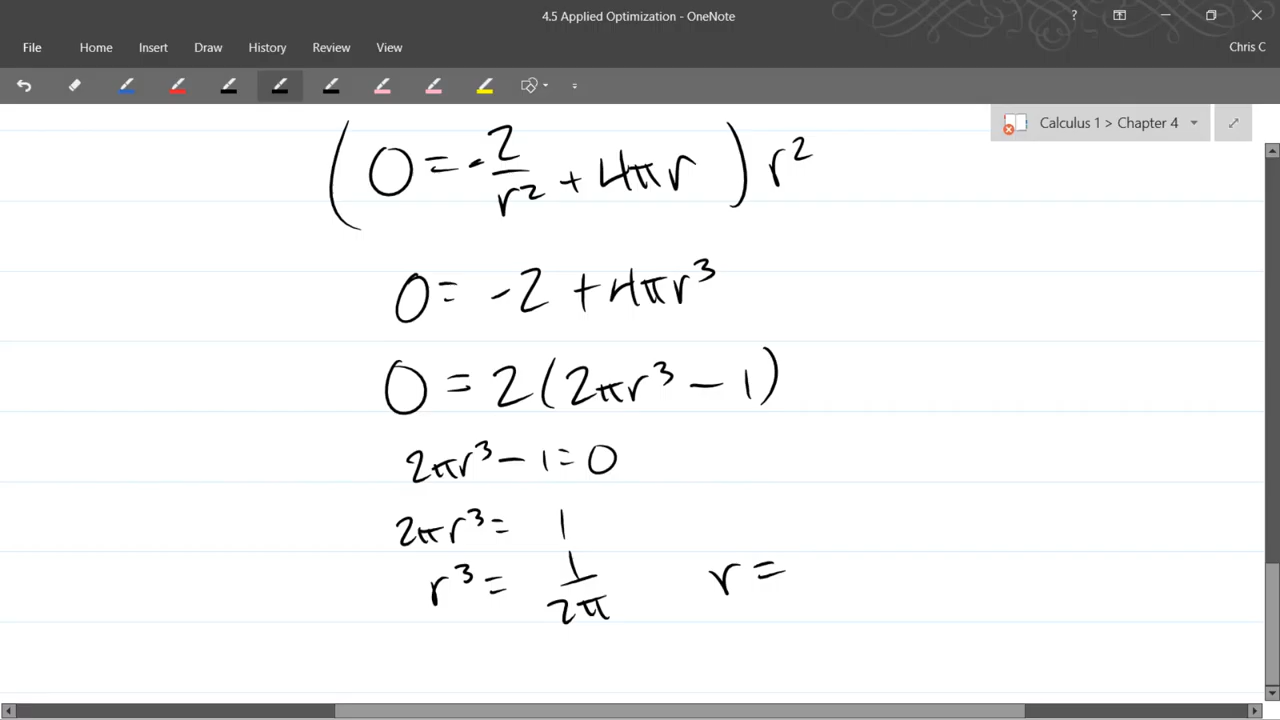 4.5 Applied Optimization - OneNote
?
File Home Insert Draw History Review View
Chris C
Calculus 1 > Chapter 4
(0 = -2/r² + 4πr) r²
0 = -2 + 4πr³
0 = 2(2πr³ - 1)
2πr³ - 1 = 0
2πr³ = 1
r³ = 1/2π r =